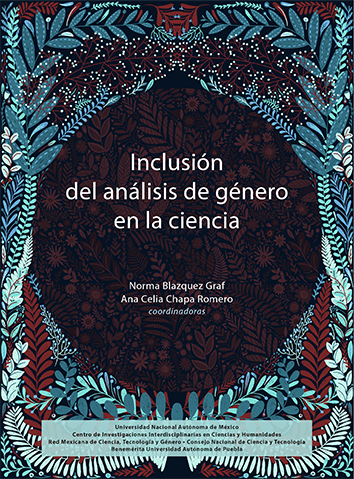 Inclusión
del análisis de género
en la ciencia
Norma Blazquez Graf
Ana Celia Chapa Romero
coordinadoras
Universidad Nacional Autónoma de México
Centro de Investigaciones Interdisciplinarias en Ciencias y Humanidades
Red Mexicana de Ciencia, Tecnología y Género • Consejo Nacional de Ciencia y Tecnología
Benemérita Universidad Autónoma de Puebla